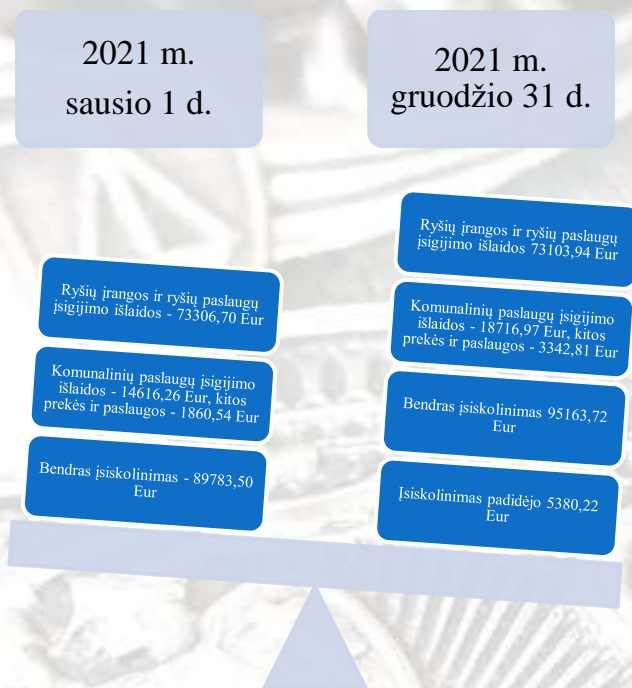 2021 m.
sausio 1 d.
2021 m.
gruodžio 31 d.
Ryšių įrangos ir ryšių paslaugų
įsigijimo išlaidos - 73306,70 Eur
Komunalinių paslaugų įsigijimo
išlaidos - 14616,26 Eur, kitos
prekės ir paslaugos - 1860,54 Eur
Bendras įsiskolinimas - 89783,50
Eur
Ryšių įrangos ir ryšių paslaugų
įsigijimo išlaidos 73103,94 Eur
Komunalinių paslaugų įsigijimo
išlaidos - 18716,97 Eur, kitos
prekės ir paslaugos - 3342,81 Eur
Bendras įsiskolinimas 95163,72
Eur
Įsiskolinimas padidėjo 5380,22
Eur